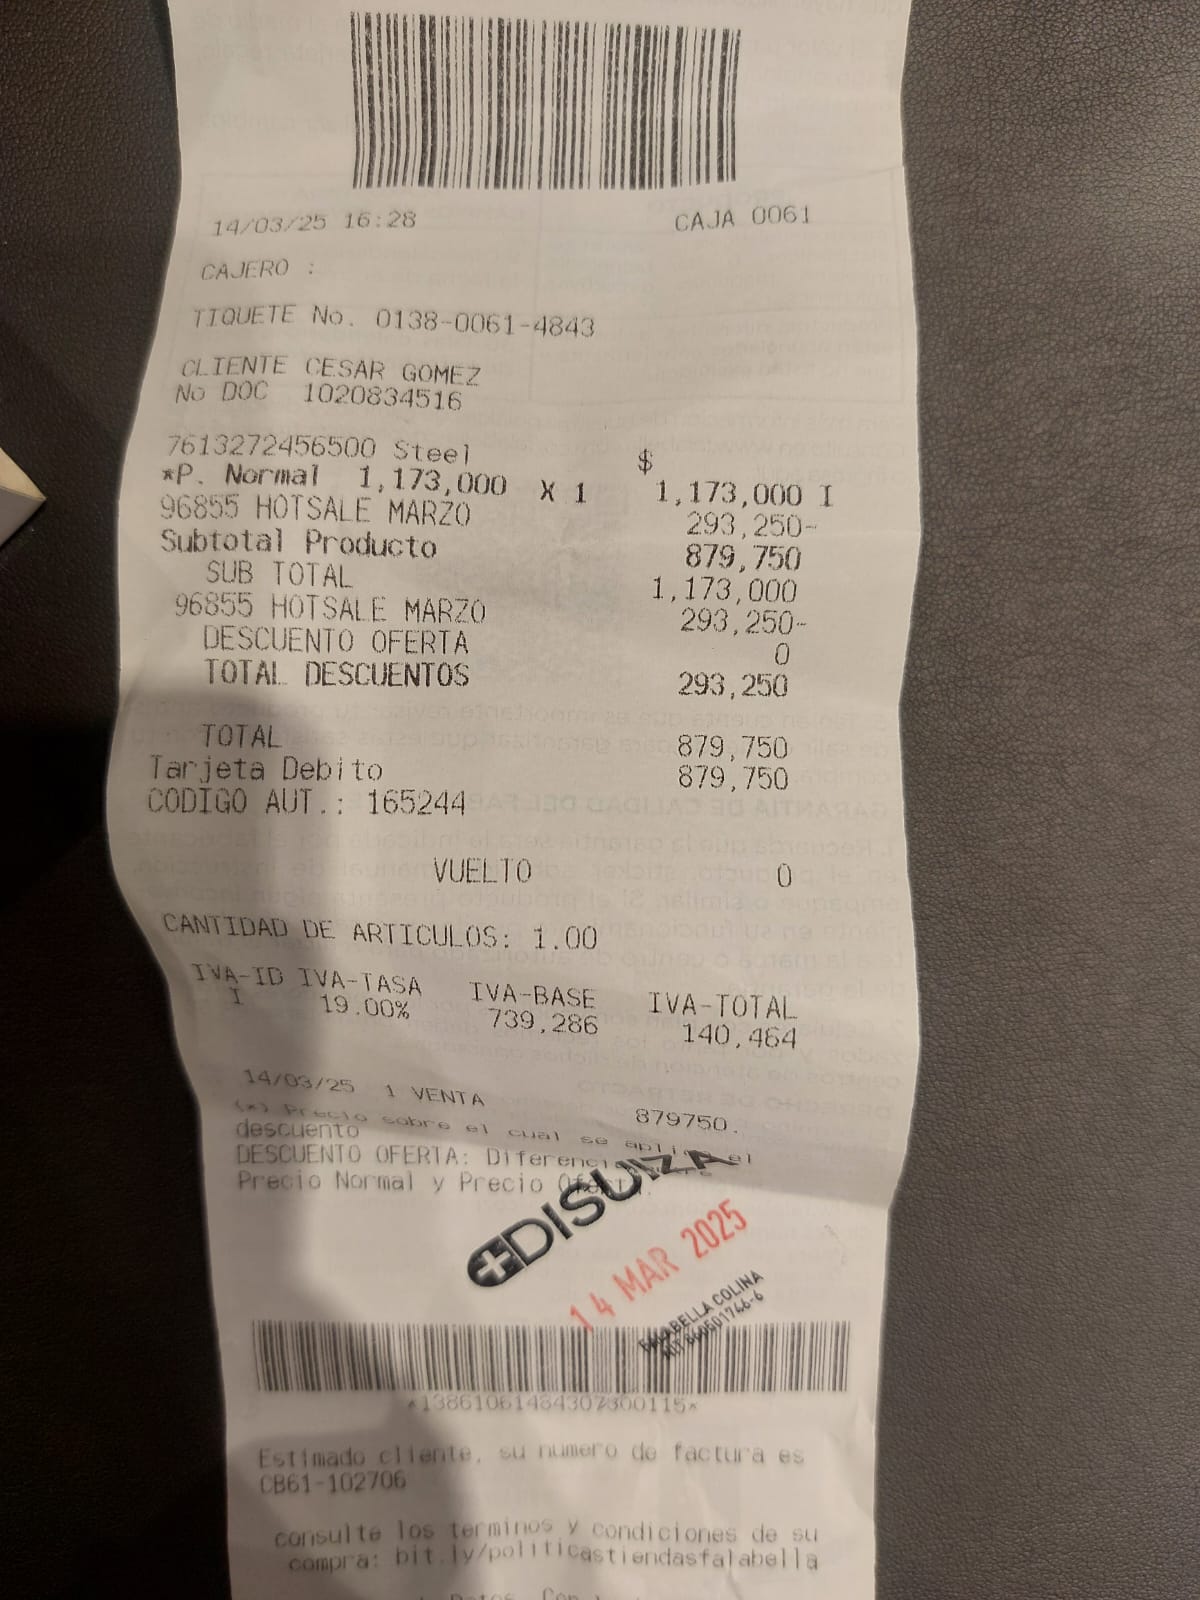 14/03/25 16:28 CAJA 0061
CAJERO :
TIQUETE No. 0138-0061-4843
CLIENTE CESAR GOMEZ
No DOC 1020834516
7613272456500 Steel $
*P. Normal 1,173,000 X 1 1,173,000 I
96855 HOTSALE MARZO 293,250-
Subtotal Producto 879,750
SUB TOTAL 1,173,000
96855 HOTSALE MARZO 293,250-
DESCUENTO OFERTA 0
TOTAL DESCUENTOS 293,250
TOTAL 879,750
Tarjeta Debito 879,750
CODIGO AUT.: 165244
VUELTO 0
CANTIDAD DE ARTICULOS: 1.00
IVA-ID IVA-TASA IVA-BASE IVA-TOTAL
I 19.00% 739,286 140,464
14/03/25 1 VENTA 879750.
(*) Precio sobre el cual se aplica el
descuento
DESCUENTO OFERTA: Diferencia
Precio Normal y Precio
DISUIZA
14 MAR 2025
FALABELLA COLINA
NIT
Estimado cliente, su numero de factura es
CB61-102706
consulte los terminos y condiciones de su
compra: bit.ly/politicastiendasfalabella